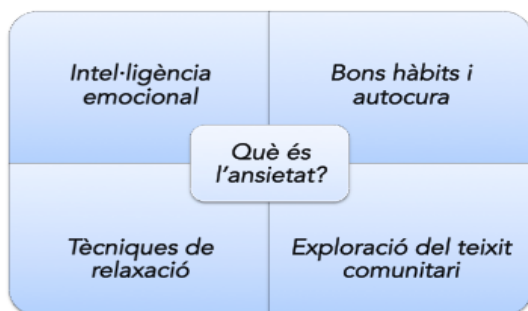 Intel·ligència
emocional
Bons hàbits i
autocura
Què és
l'ansietat?
Tècniques de
relaxació
Exploració del teixit
comunitari